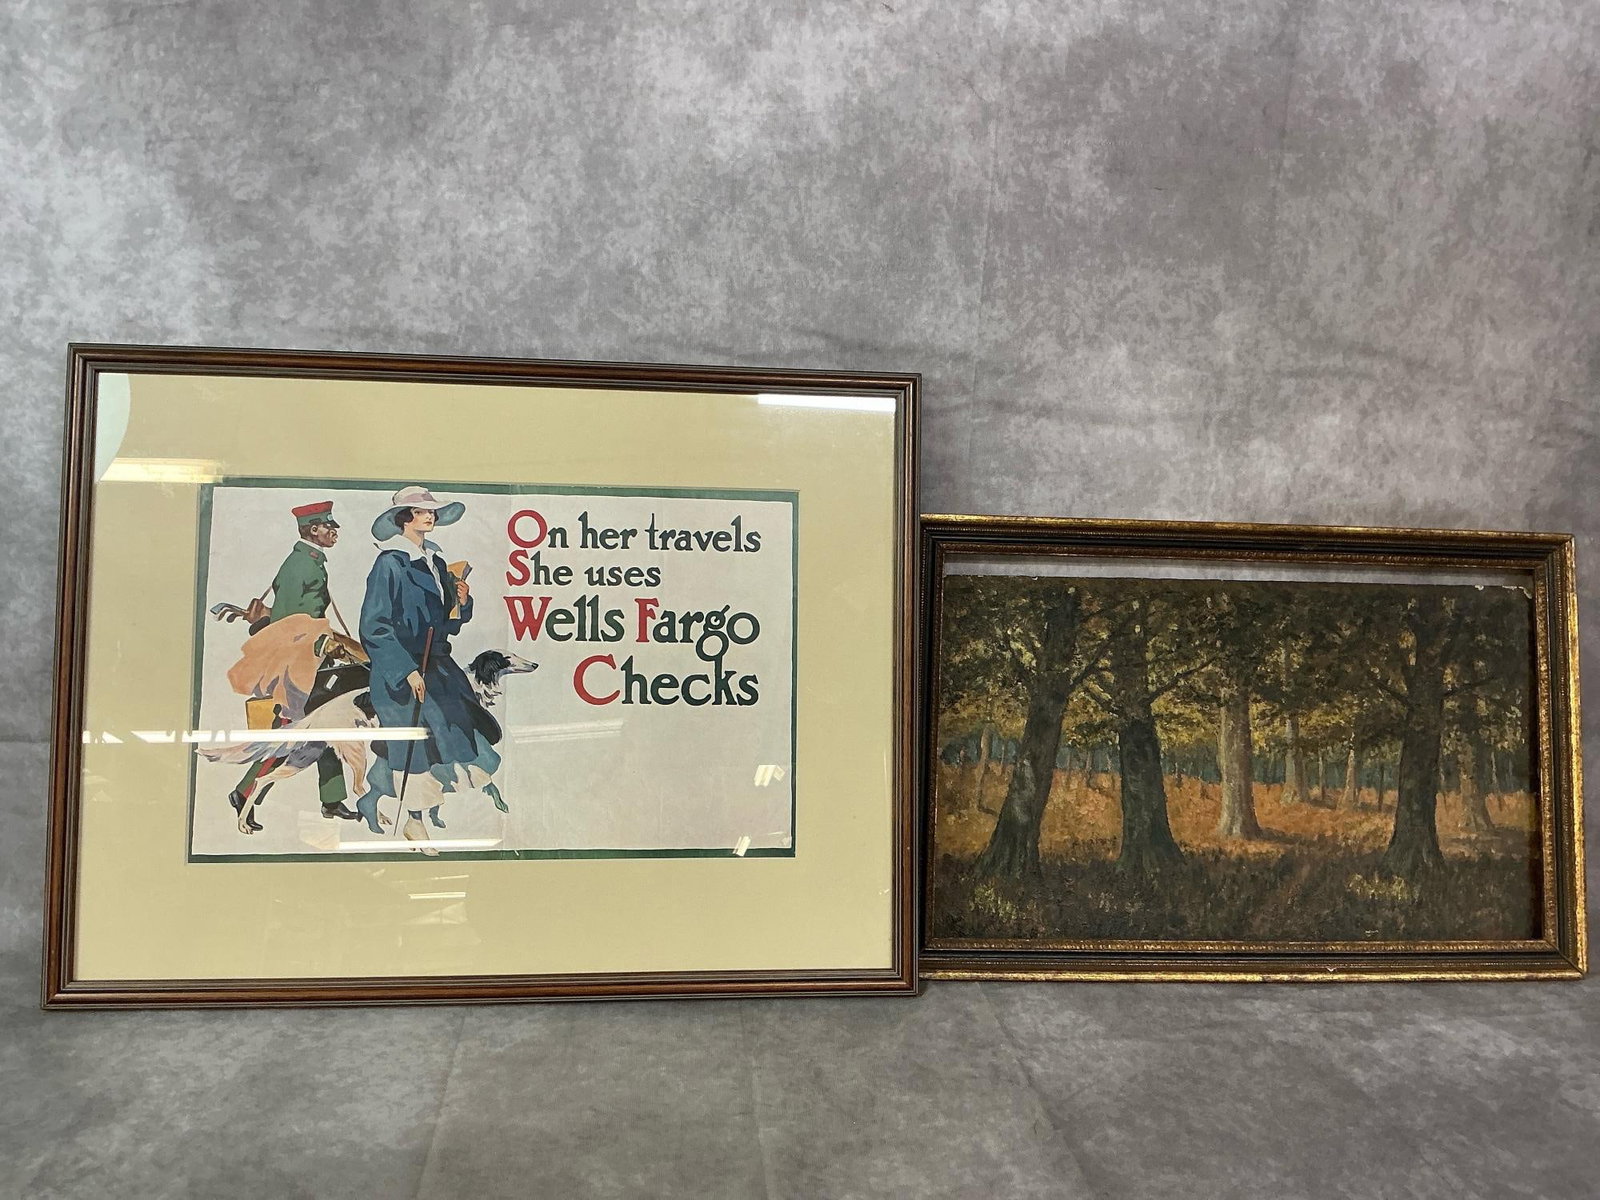 On her travels
She uses
Wells Fargo
Checks